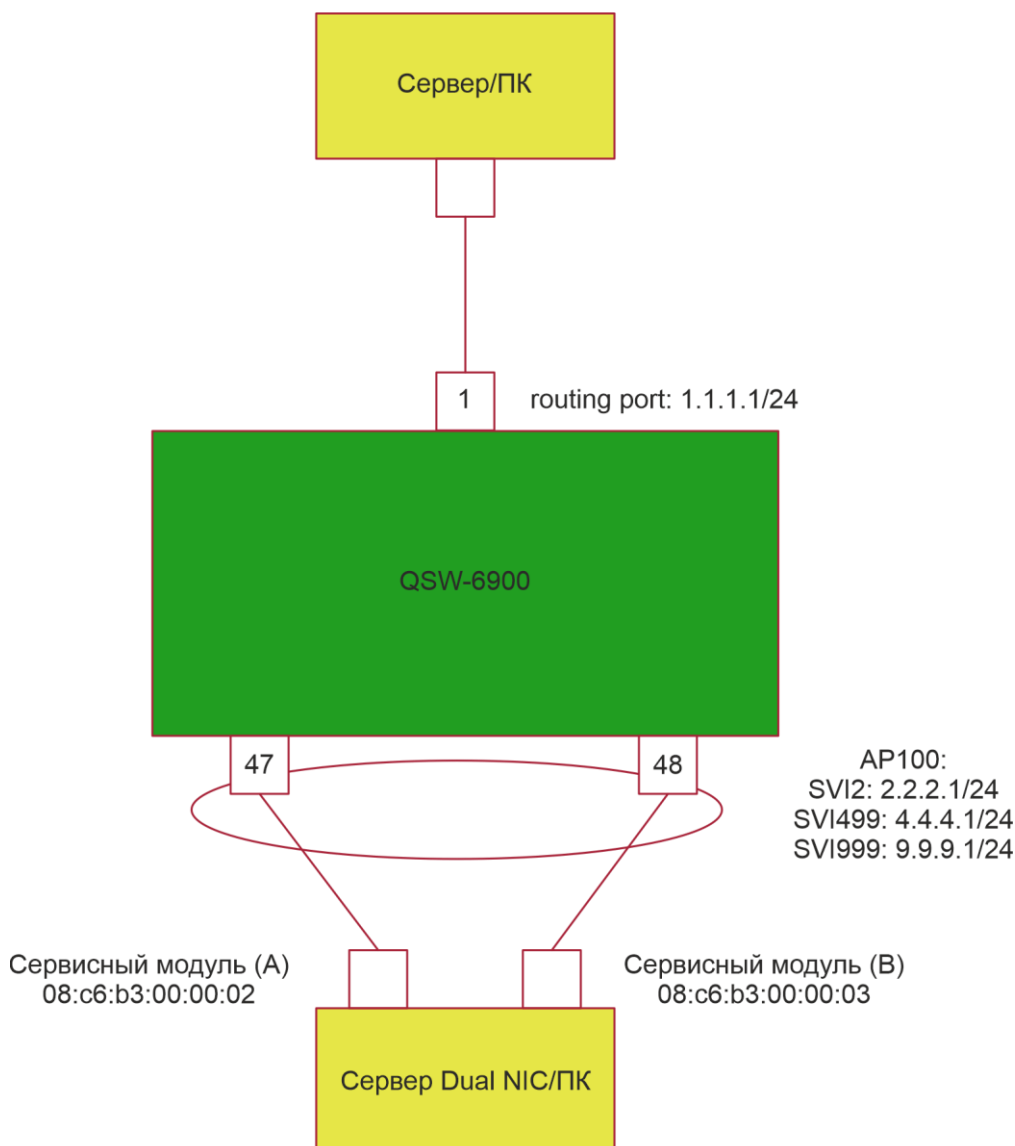 Сервер/ПК
1
routing port: 1.1.1.1/24
QSW-6900
47
48
AP100:
SVI2: 2.2.2.1/24
SVI499: 4.4.4.1/24
SVI999: 9.9.9.1/24
Сервисный модуль (A)
08:c6:b3:00:00:02
Сервисный модуль (B)
08:c6:b3:00:00:03
Сервер Dual NIC/ПК